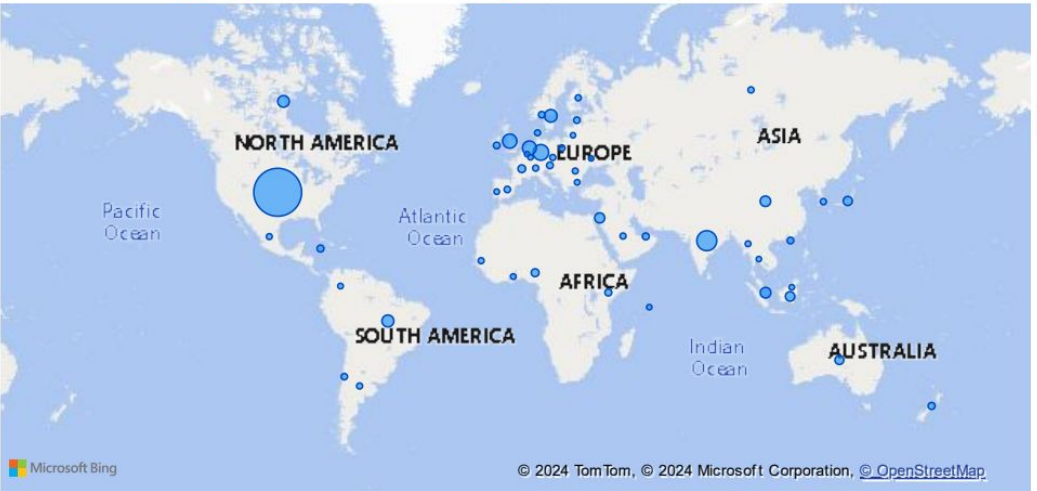 NORTH AMERICA
ASIA
EUROPE
Pacific
Ocean
Atlantic
Ocean
AFRICA
SOUTH AMERICA
Indian
Ocean
AUSTRALIA
Microsoft Bing
© 2024 TomTom, © 2024 Microsoft Corporation, © OpenStreetMap